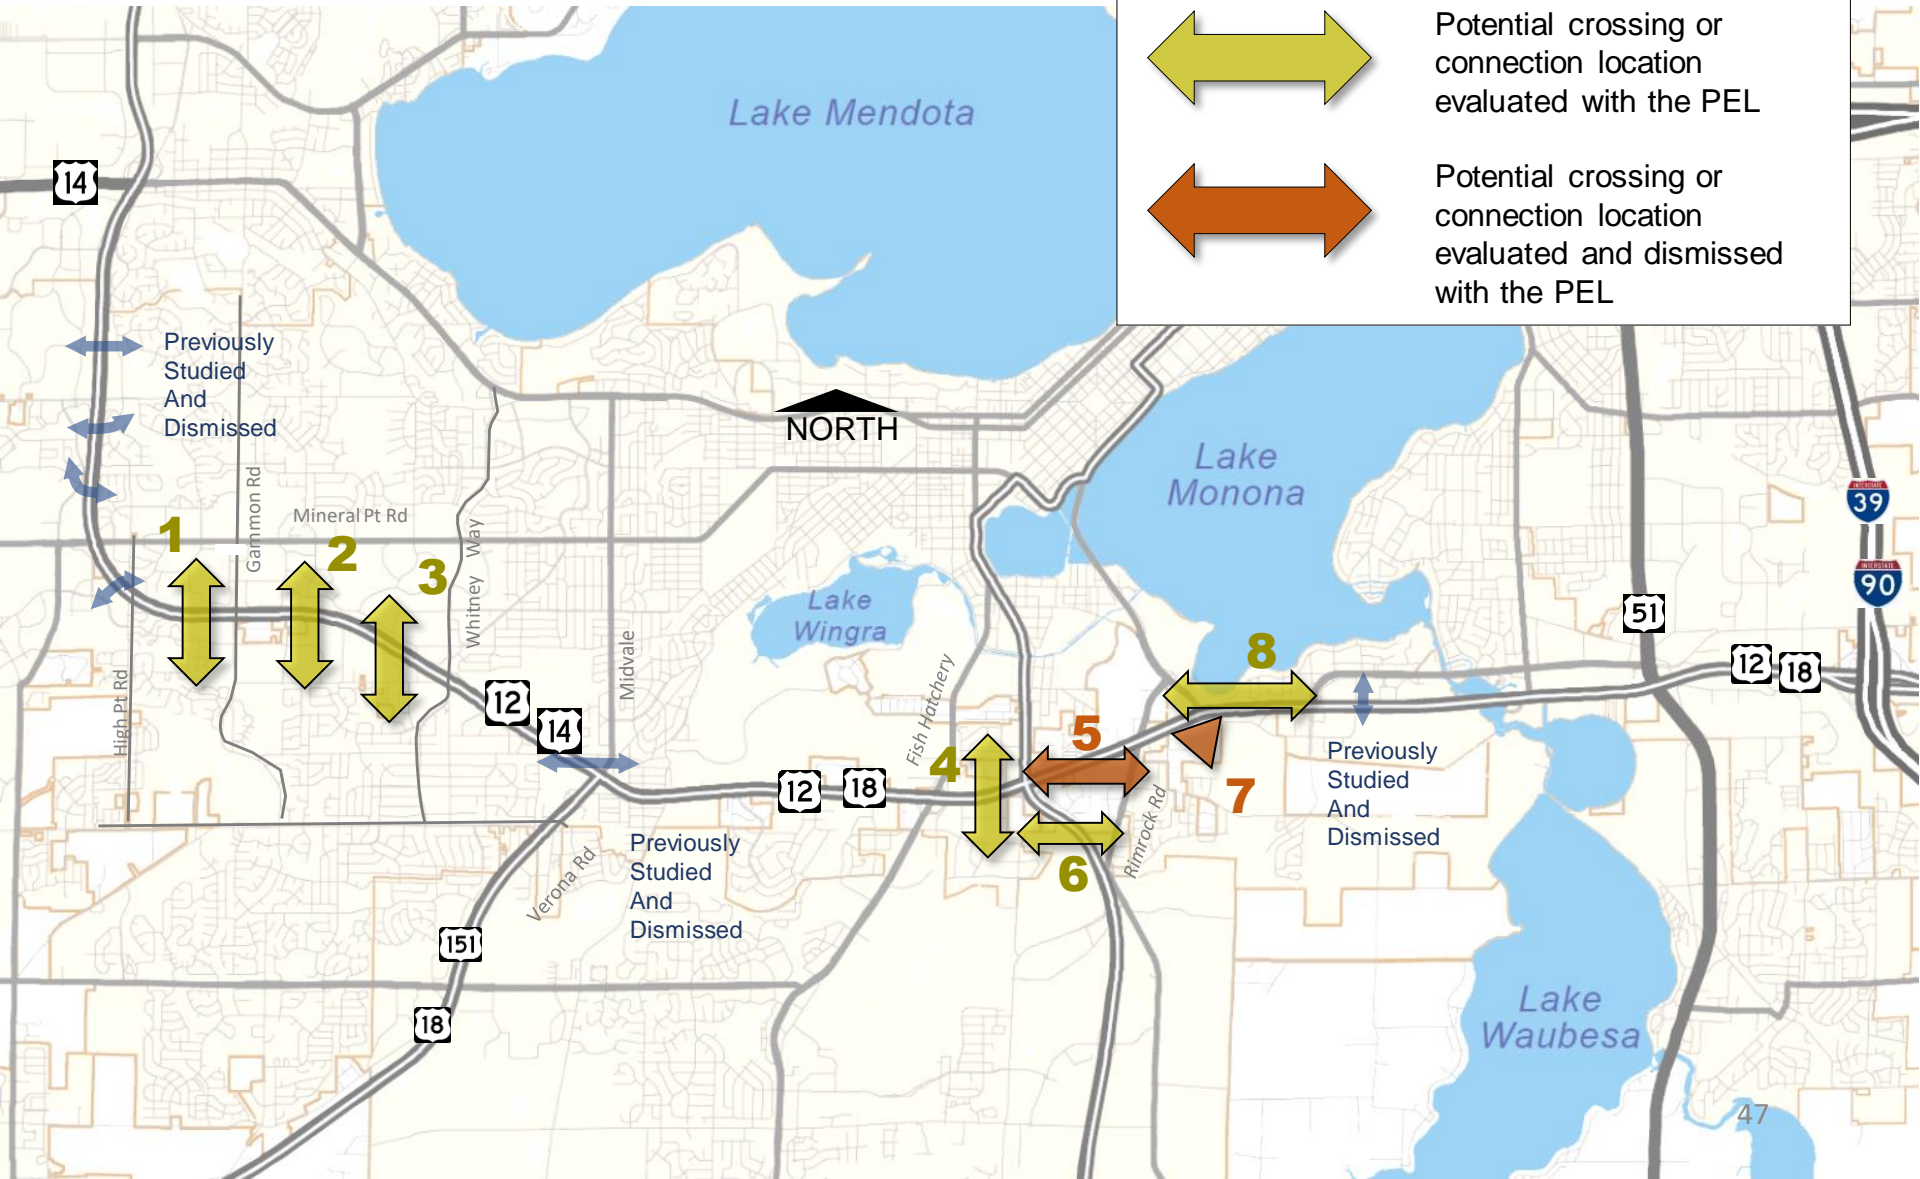 Potential crossing or
connection location
evaluated with the PEL
Potential crossing or
connection location
evaluated and dismissed
with the PEL
Lake Mendota
14
Previously
Studied
And
Dismissed
NORTH
Lake
Monona
INTERSTATE
39
INTERSTATE
90
Gammon Rd
Mineral Pt Rd
1
2
3
Whitney Way
Lake
Wingra
Midvale
High Pt Rd
12
14
Fish Hatchery
51
12
18
8
5
4
7
12
18
Rimrock Rd
6
Previously
Studied
And
Dismissed
Previously
Studied
And
Dismissed
Verona Rd
151
18
Lake
Waubesa
47